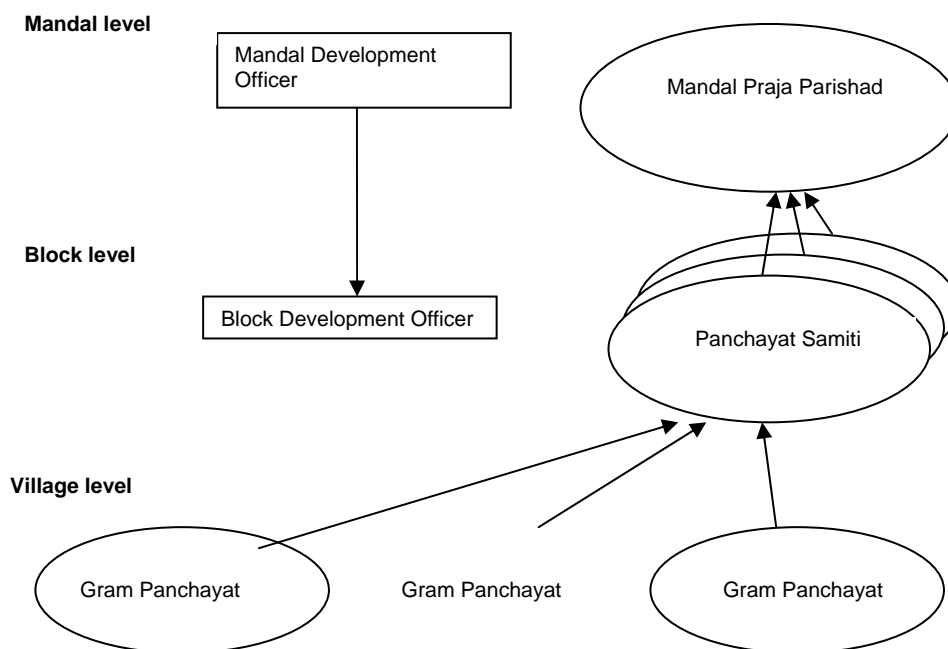 Mandal level
Mandal Development
Officer
Mandal Praja Parishad
Block level
Block Development Officer
Panchayat Samiti
Village level
Gram Panchayat
Gram Panchayat
Gram Panchayat